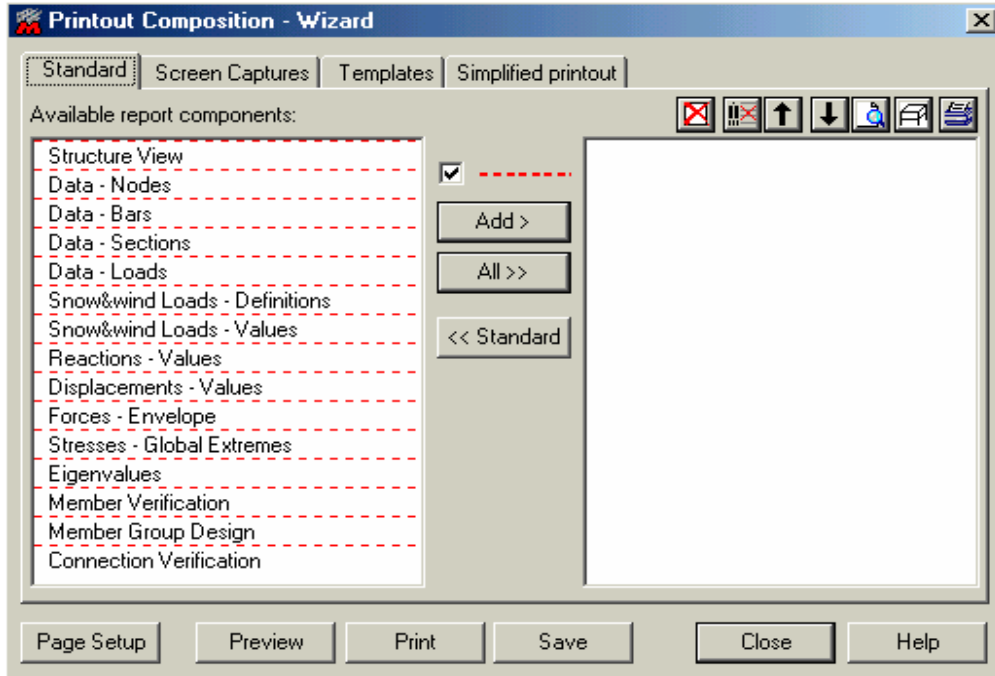 Printout Composition - Wizard
Standard
Screen Captures
Templates
Simplified printout
Available report components:
Structure View
Data - Nodes
Data - Bars
Data - Sections
Data - Loads
Snow&wind Loads - Definitions
Snow&wind Loads - Values
Reactions - Values
Displacements - Values
Forces - Envelope
Stresses - Global Extremes
Eigenvalues
Member Verification
Member Group Design
Connection Verification
Add >
All >>
<< Standard
Page Setup
Preview
Print
Save
Close
Help